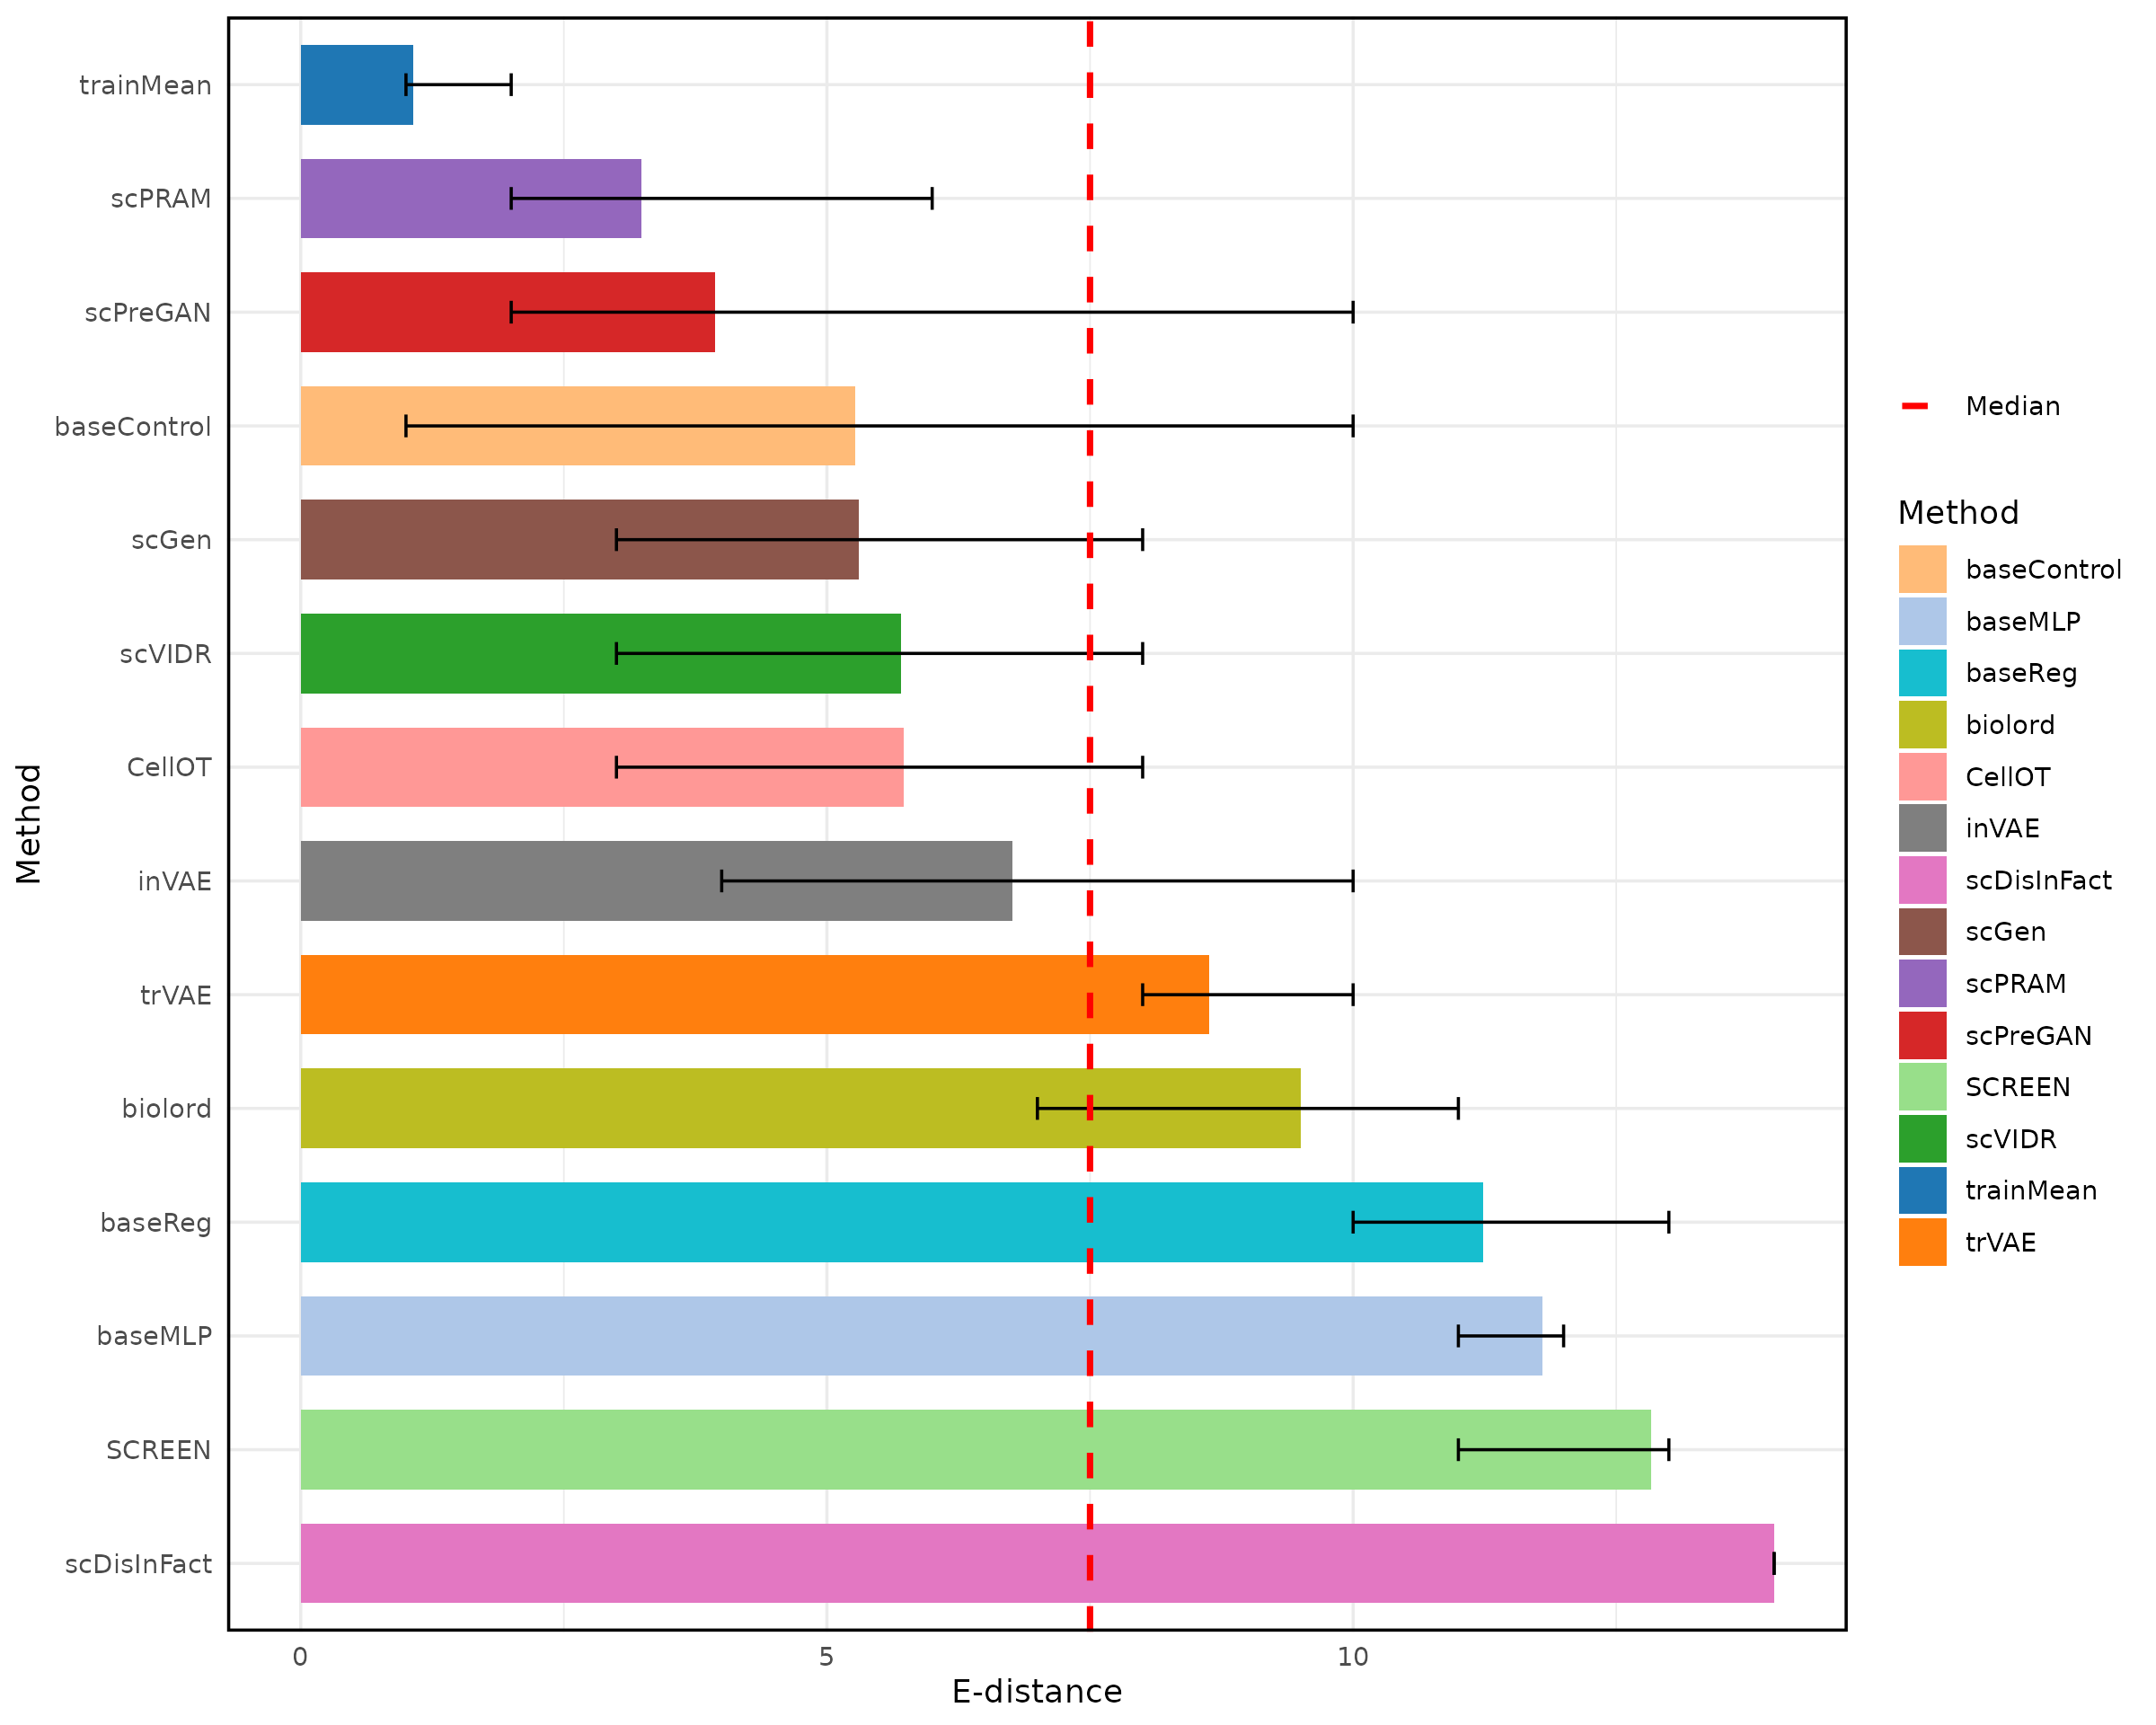 trainMean
scPRAM
scPreGAN
baseControl
scGen
scVIDR
CellOT
inVAE
trVAE
biolord
baseReg
baseMLP
SCREEN
scDisInFact
Method
0 5 10
E-distance
Median
Method
baseControl
baseMLP
baseReg
biolord
CellOT
inVAE
scDisInFact
scGen
scPRAM
scPreGAN
SCREEN
scVIDR
trainMean
trVAE